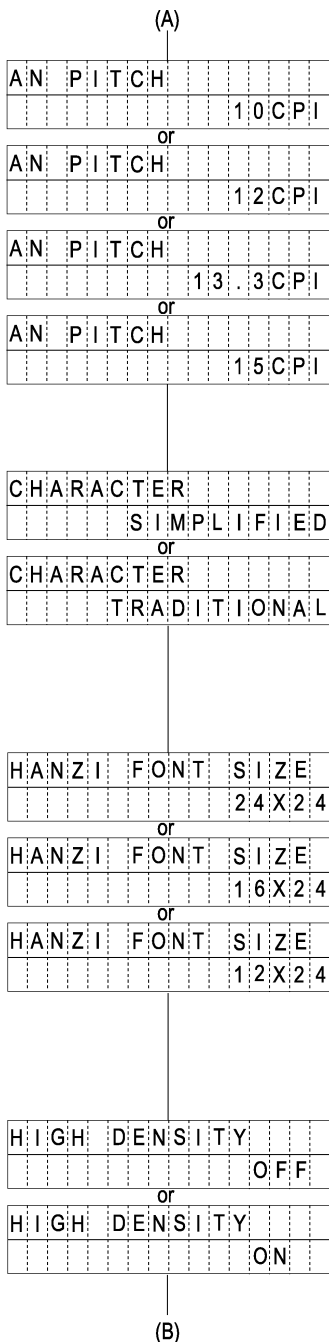 (A)
AN PITCH
10CPI
or
AN PITCH
12CPI
or
AN PITCH
13.3CPI
or
AN PITCH
15CPI
CHARACTER
SIMPLIFIED
or
CHARACTER
TRADITIONAL
HANZI FONT SIZE
24X24
or
HANZI FONT SIZE
16X24
or
HANZI FONT SIZE
12X24
HIGH DENSITY
OFF
or
HIGH DENSITY
ON
(B)